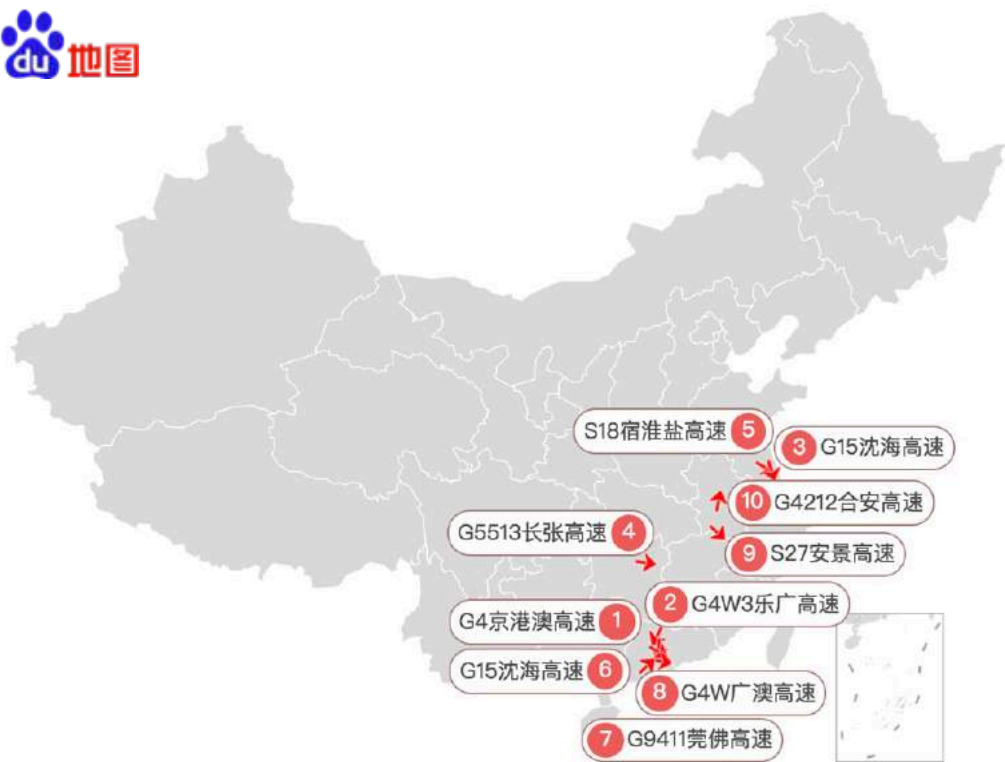 du 地图
S18宿淮盐高速 5
3 G15沈海高速
10 G4212合安高速
G5513长张高速 4
9 S27安景高速
2 G4W3乐广高速
G4京港澳高速 1
G15沈海高速 6
8 G4W广澳高速
7 G9411莞佛高速